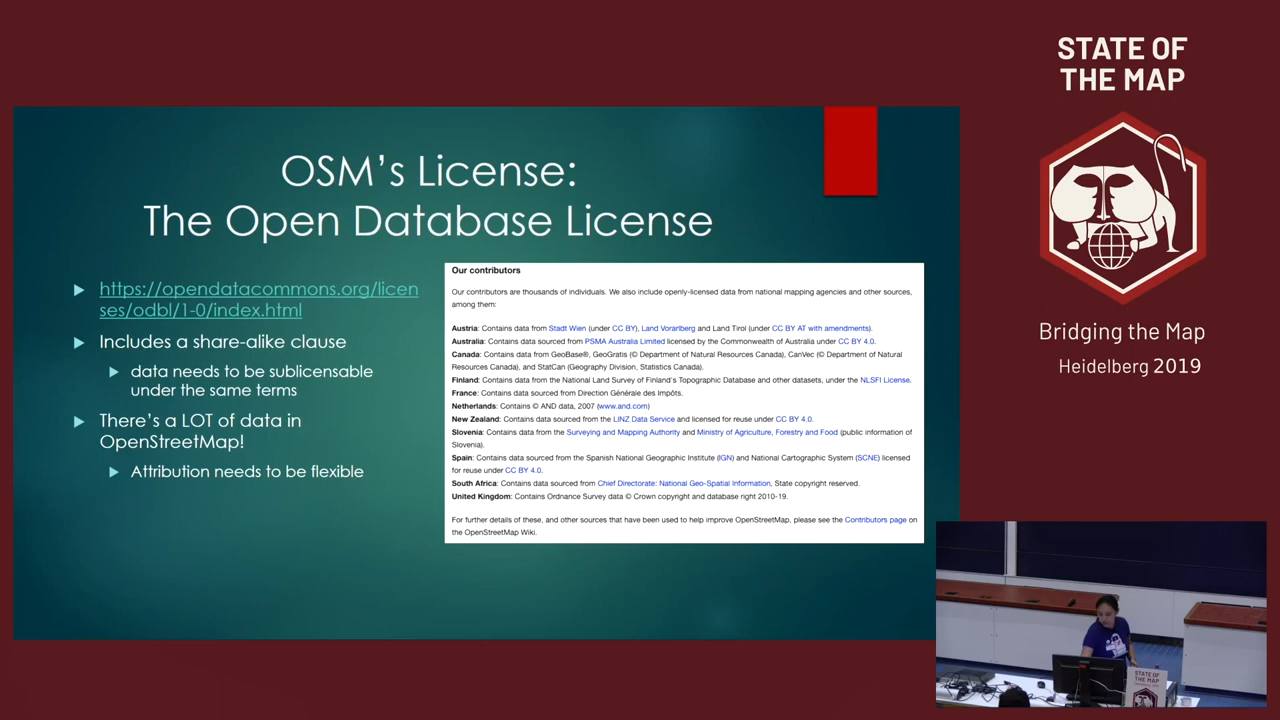 STATE OF
THE MAP
OSM's License:
The Open Database License
https://opendatacommons.org/licen
ses/odbl/1-0/index.html
Includes a share-alike clause
data needs to be sublicensable
under the same terms
There's a LOT of data in
OpenStreetMap!
Attribution needs to be flexible
Our contributors
Our contributors are thousands of individuals. We also include openly-licensed data from national mapping agencies and other sources,
among them:
Austria: Contains data from Stadt Wien (under CC BY), Land Vorarlberg and Land Tirol (under CC BY AT with amendments).
Australia: Contains data sourced from PSMA Australia Limited licensed by the Commonwealth of Australia under CC BY 4.0.
Canada: Contains data from GeoBase®, GeoGratis (© Department of Natural Resources Canada), CanVec (© Department of Natural
Resources Canada), and StatCan (Geography Division, Statistics Canada).
Finland: Contains data from the National Land Survey of Finland's Topographic Database and other datasets, under the NLSFI License.
France: Contains data sourced from Direction Générale des Impôts.
Netherlands: Contains © AND data, 2007 (www.and.com)
New Zealand: Contains data sourced from the LINZ Data Service and licensed for reuse under CC BY 4.0.
Slovenia: Contains data from the Surveying and Mapping Authority and Ministry of Agriculture, Forestry and Food (public information of
Slovenia).
Spain: Contains data sourced from the Spanish National Geographic Institute (IGN) and National Cartographic System (SCNE) licensed
for reuse under CC BY 4.0.
South Africa: Contains data sourced from Chief Directorate: National Geo-Spatial Information, State copyright reserved.
United Kingdom: Contains Ordnance Survey data © Crown copyright and database right 2010-19.
For further details of these, and other sources that have been used to help improve OpenStreetMap, please see the Contributors page on
the OpenStreetMap Wiki.
Bridging the Map
Heidelberg 2019
STATE OF
THE MAP